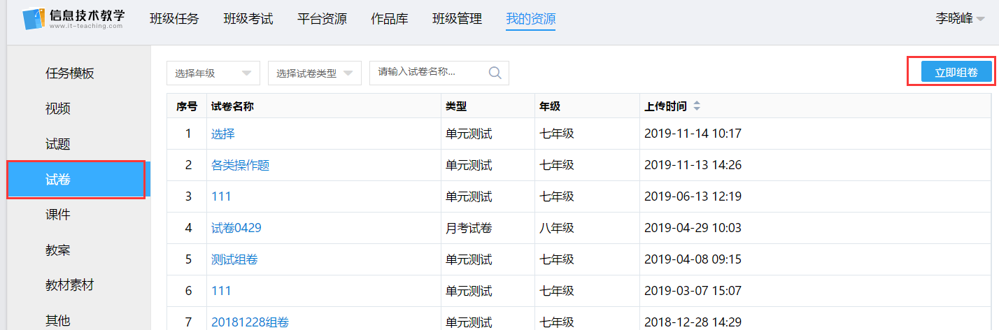 信息技术教学
www.it-teaching.com
班级任务 班级考试 平台资源 作品库 班级管理 我的资源 李晓峰
任务模板
视频
试题
试卷
课件
教案
教材素材
其他
选择年级 选择试卷类型 请输入试卷名称... 立即组卷
序号 试卷名称 类型 年级 上传时间
1 选择 单元测试 七年级 2019-11-14 10:17
2 各类操作题 单元测试 七年级 2019-11-13 14:26
3 111 单元测试 七年级 2019-06-13 12:19
4 试卷0429 月考试卷 八年级 2019-04-29 10:03
5 测试组卷 单元测试 七年级 2019-04-08 09:15
6 111 单元测试 七年级 2019-03-07 15:07
7 20181228组卷 单元测试 七年级 2018-12-28 14:29